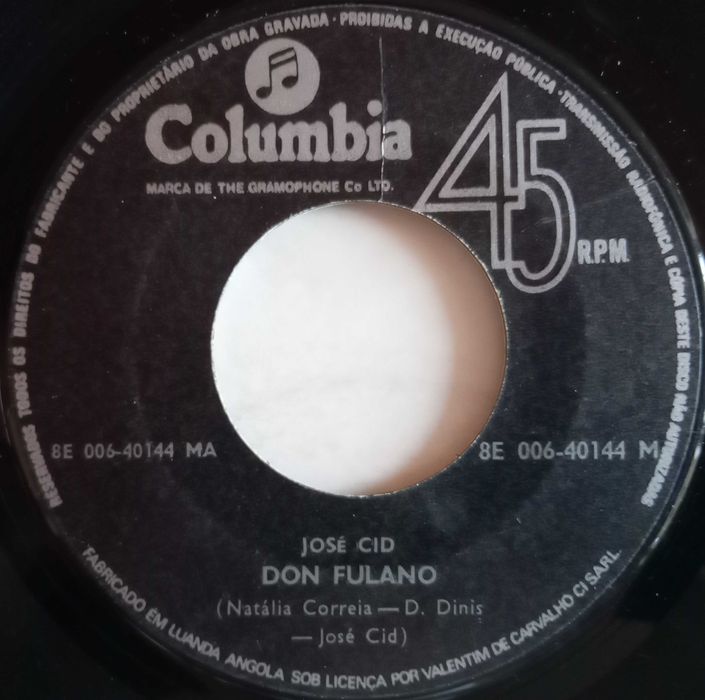 RESERVADOS TODOS OS DIREITOS DO FABRICANTE E DO PROPRIETÁRIO DA OBRA GRAVADA · PROIBIDAS A EXECUÇÃO PÚBLICA · TRANSMISSÃO RADIOFÓNICA E CÓPIA DESTE DISCO NÃO AUTORIZADAS
Columbia
MARCA DE THE GRAMOPHONE Co LTD.
45
R.P.M.
8E 006-40144 MA
8E 006-40144 M
JOSÉ CID
DON FULANO
(Natália Correia — D. Dinis
— José Cid)
FABRICADO EM LUANDA ANGOLA SOB LICENÇA POR VALENTIM DE CARVALHO CI SARL.